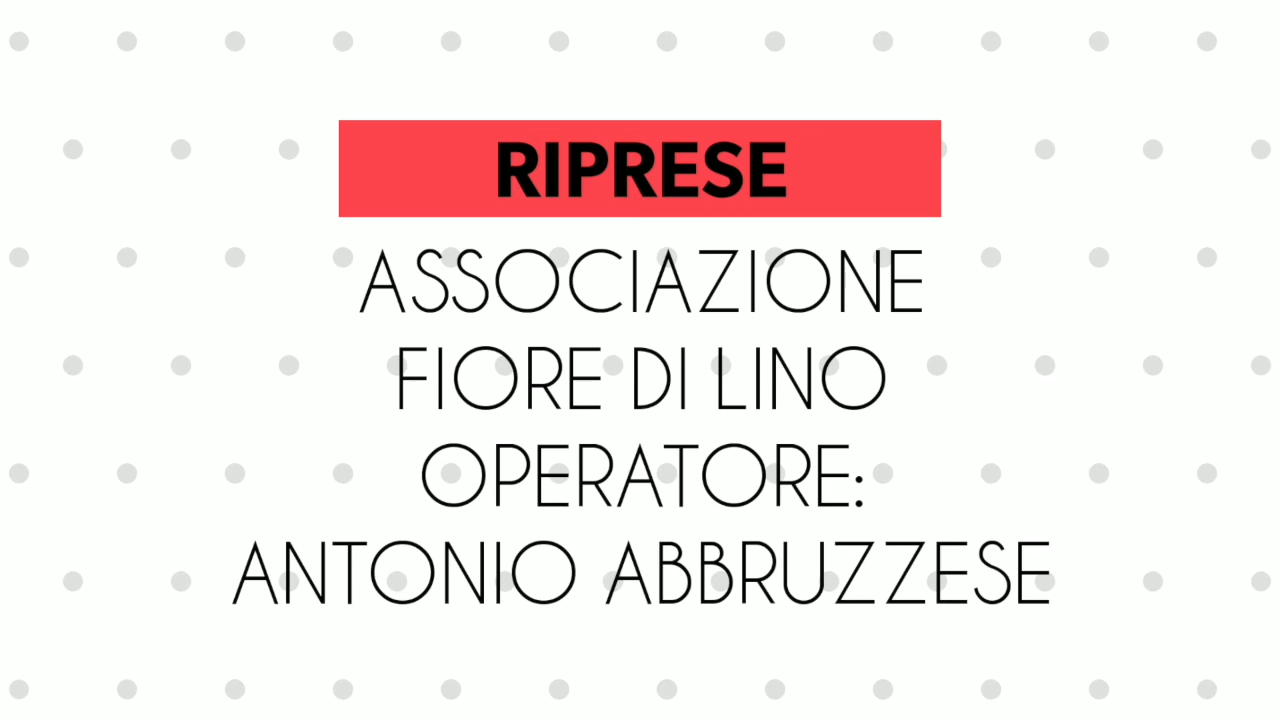 RIPRESE
ASSOCIAZIONE
FIORE DI LINO
OPERATORE:
ANTONIO ABBRUZZESE